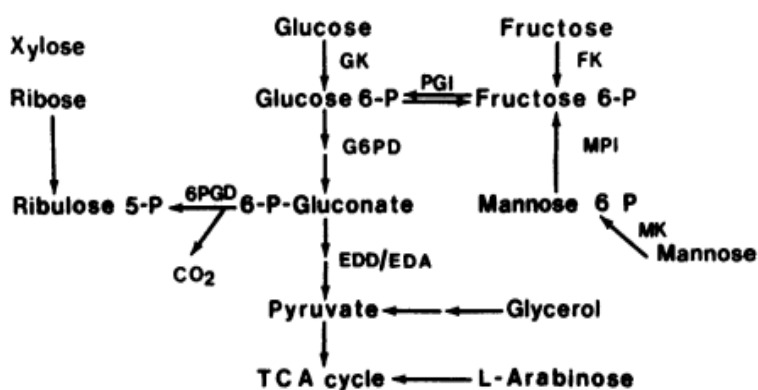 Glucose Fructose
Xylose
GK FK
Ribose Glucose 6-P PGI Fructose 6-P
G6PD MPI
Ribulose 5-P 6PGD 6-P-Gluconate Mannose 6 P
MK
Mannose
CO2 EDD/EDA
Pyruvate Glycerol
TCA cycle L-Arabinose